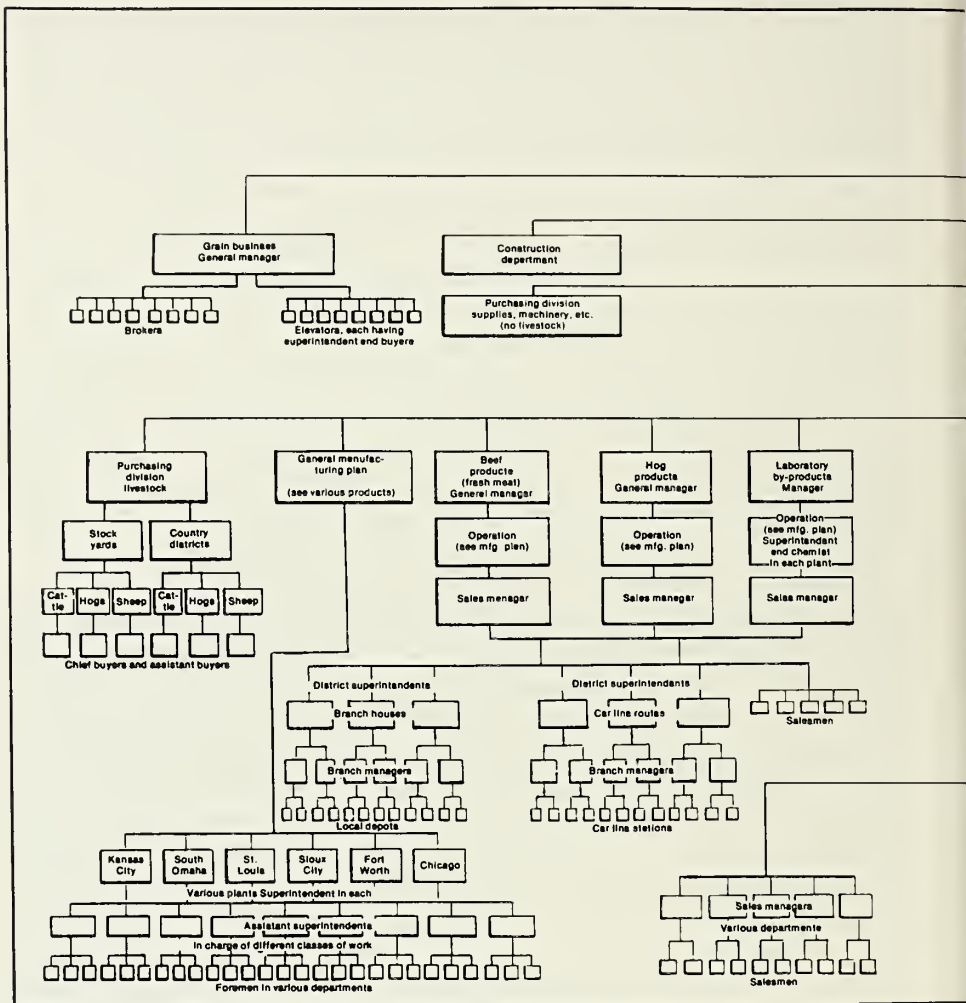 Grain business
General manager
Brokers
Elevators, each having
superintendent and buyers
Construction
department
Purchasing division
supplies, machinery, etc.
(no livestock)
Purchasing
division
livestock
Stock
yards
Country
districts
Cat-
tle
Hogs
Sheep
Cat-
tle
Hogs
Sheep
Chief buyers and assistant buyers
General manufac-
turing plan
(see various products)
Beef
products
(fresh meat)
General manager
Operation
(see mfg plan)
Sales manager
Hog
products
General manager
Operation
(see mfg. plan)
Sales manager
Laboratory
by-products
Manager
Operation
(see mfg. plan)
Superintendent
and chemist
in each plant
Sales manager
District superintendents
Branch houses
Branch managers
Local depots
District superintendents
Car line routes
Branch managers
Car line stations
Salesmen
Kansas
City
South
Omaha
St.
Louis
Sioux
City
Fort
Worth
Chicago
Various plants Superintendent in each
Assistant superintendents
In charge of different classes of work
Foremen in various departments
Sales managers
Various departments
Salesmen